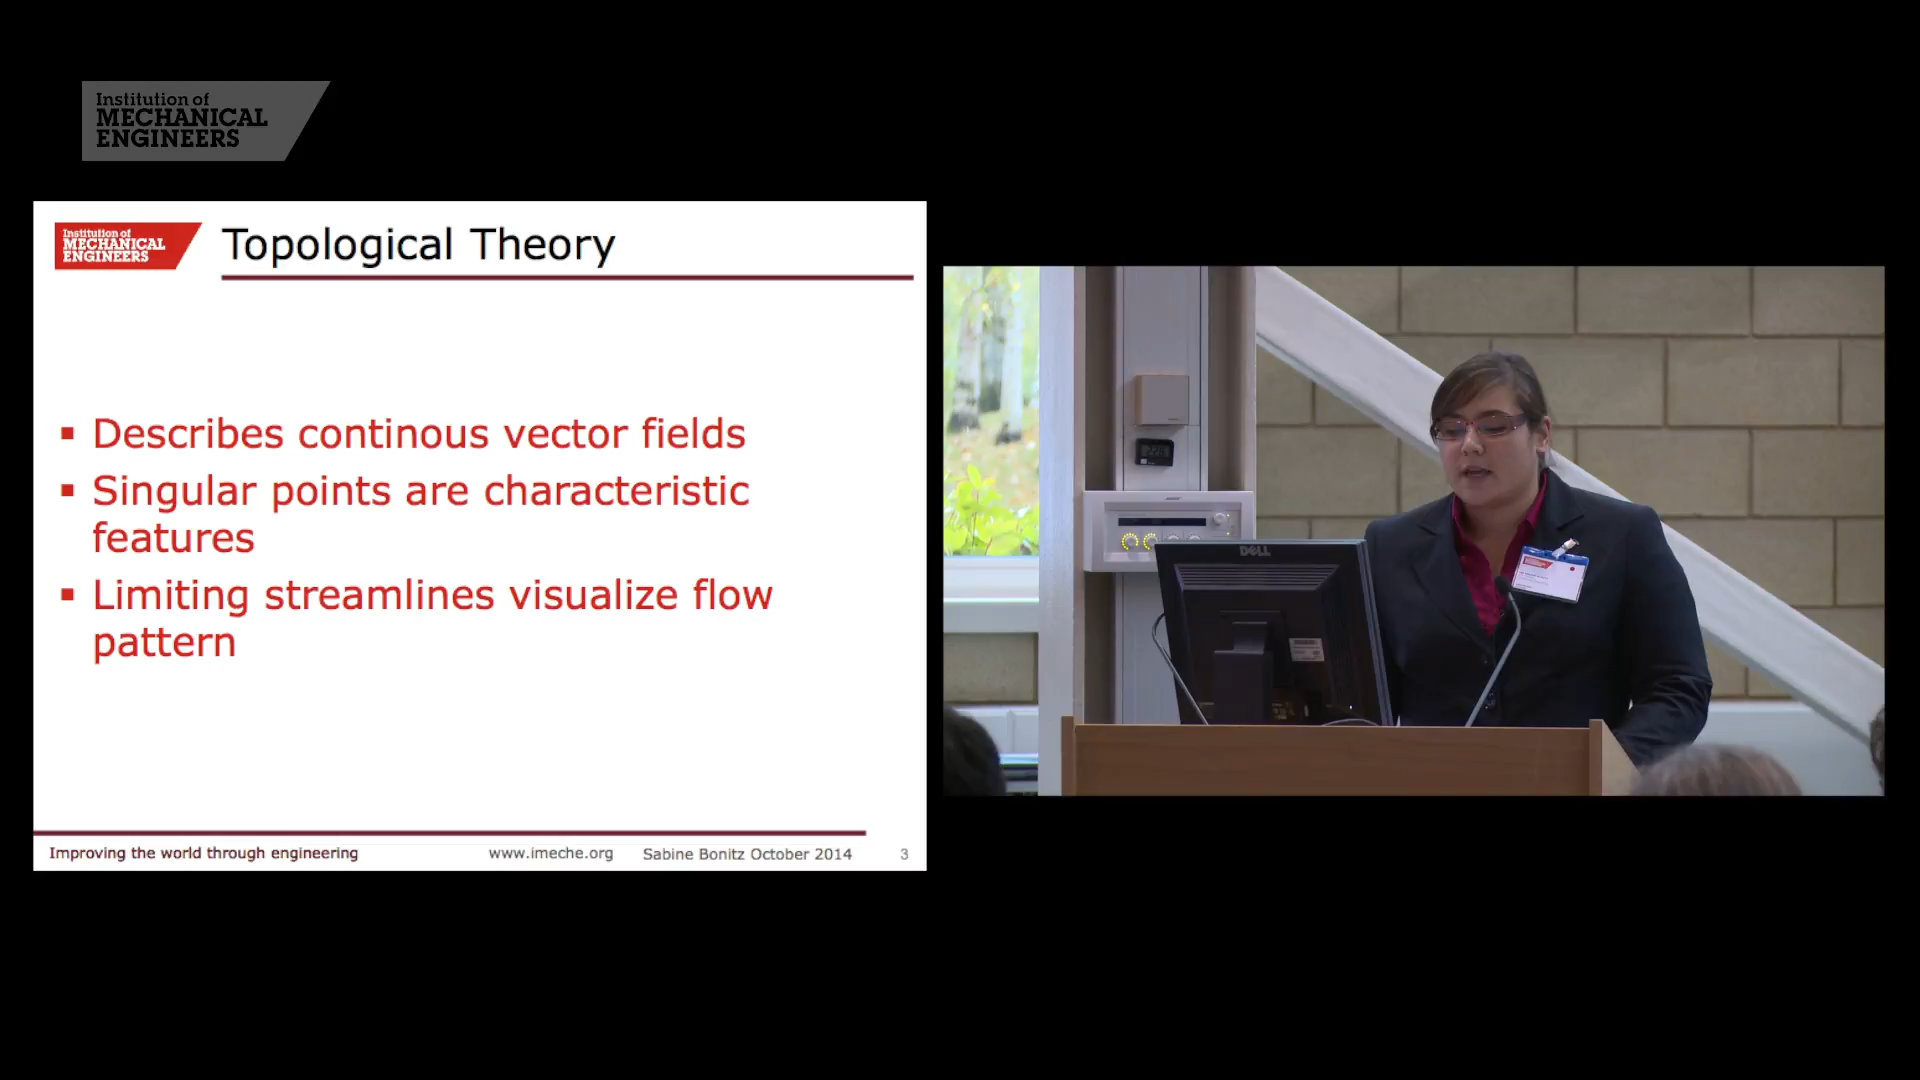 Institution of
MECHANICAL
ENGINEERS
Institution of
MECHANICAL
ENGINEERS
Topological Theory
Describes continous vector fields
Singular points are characteristic
features
Limiting streamlines visualize flow
pattern
Improving the world through engineering
www.imeche.org
Sabine Bonitz October 2014
3
DELL